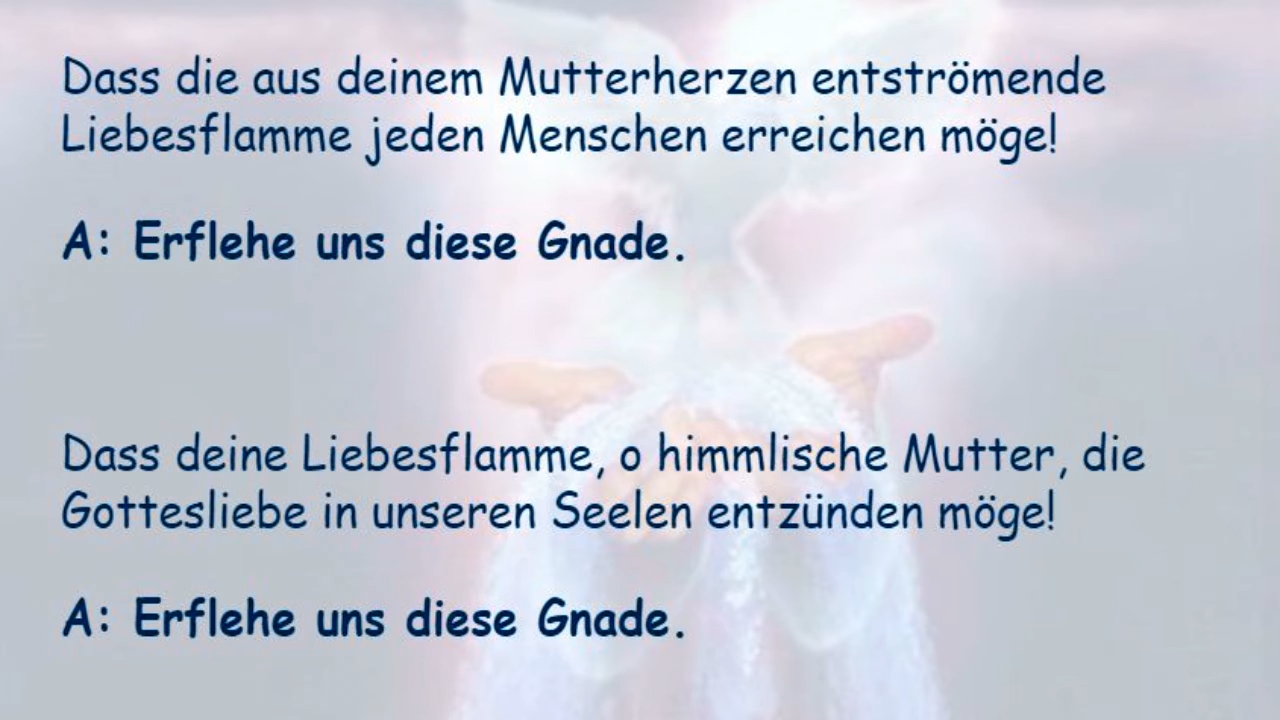 Dass die aus deinem Mutterherzen entströmende
Liebesflamme jeden Menschen erreichen möge!
A: Erflehe uns diese Gnade.
Dass deine Liebesflamme, o himmlische Mutter, die
Gottesliebe in unseren Seelen entzünden möge!
A: Erflehe uns diese Gnade.